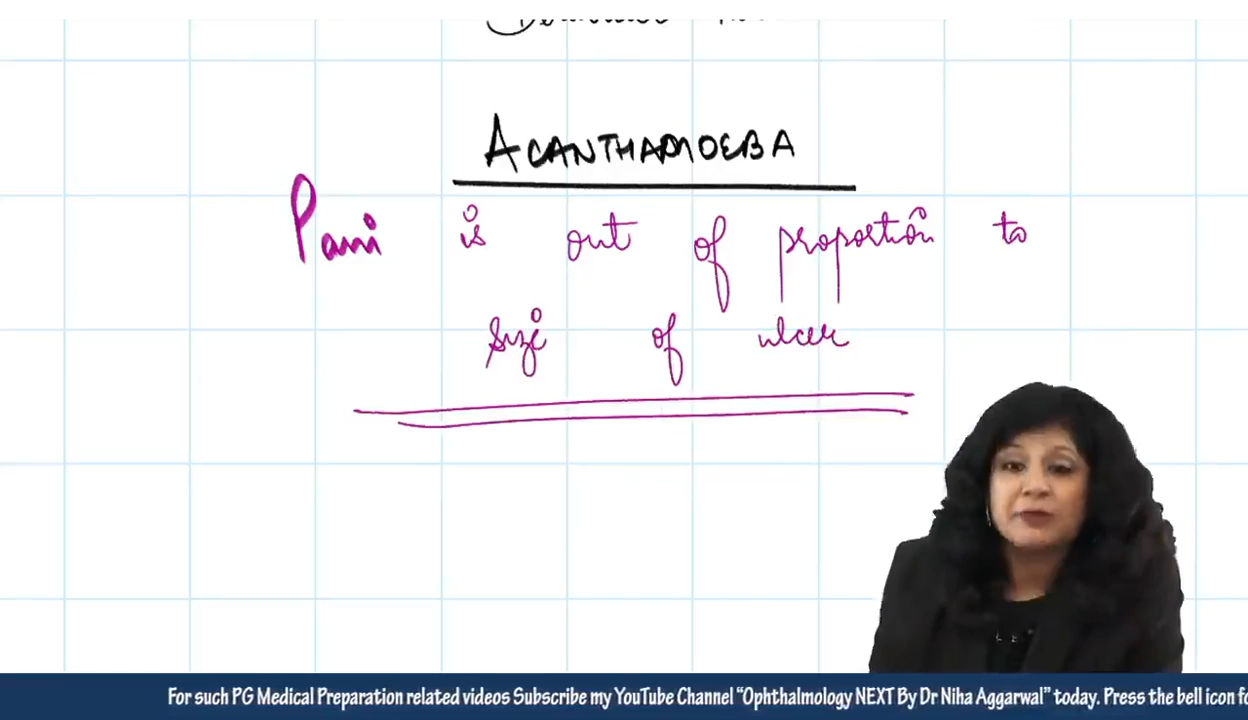 ACANTHAMOEBA
Pain is out of proportion to
size of ulcer
For such PG Medical Preparation related videos Subscribe my YouTube Channel “Ophthalmology NEXT By Dr Niha Aggarwal” today. Press the bell icon fo